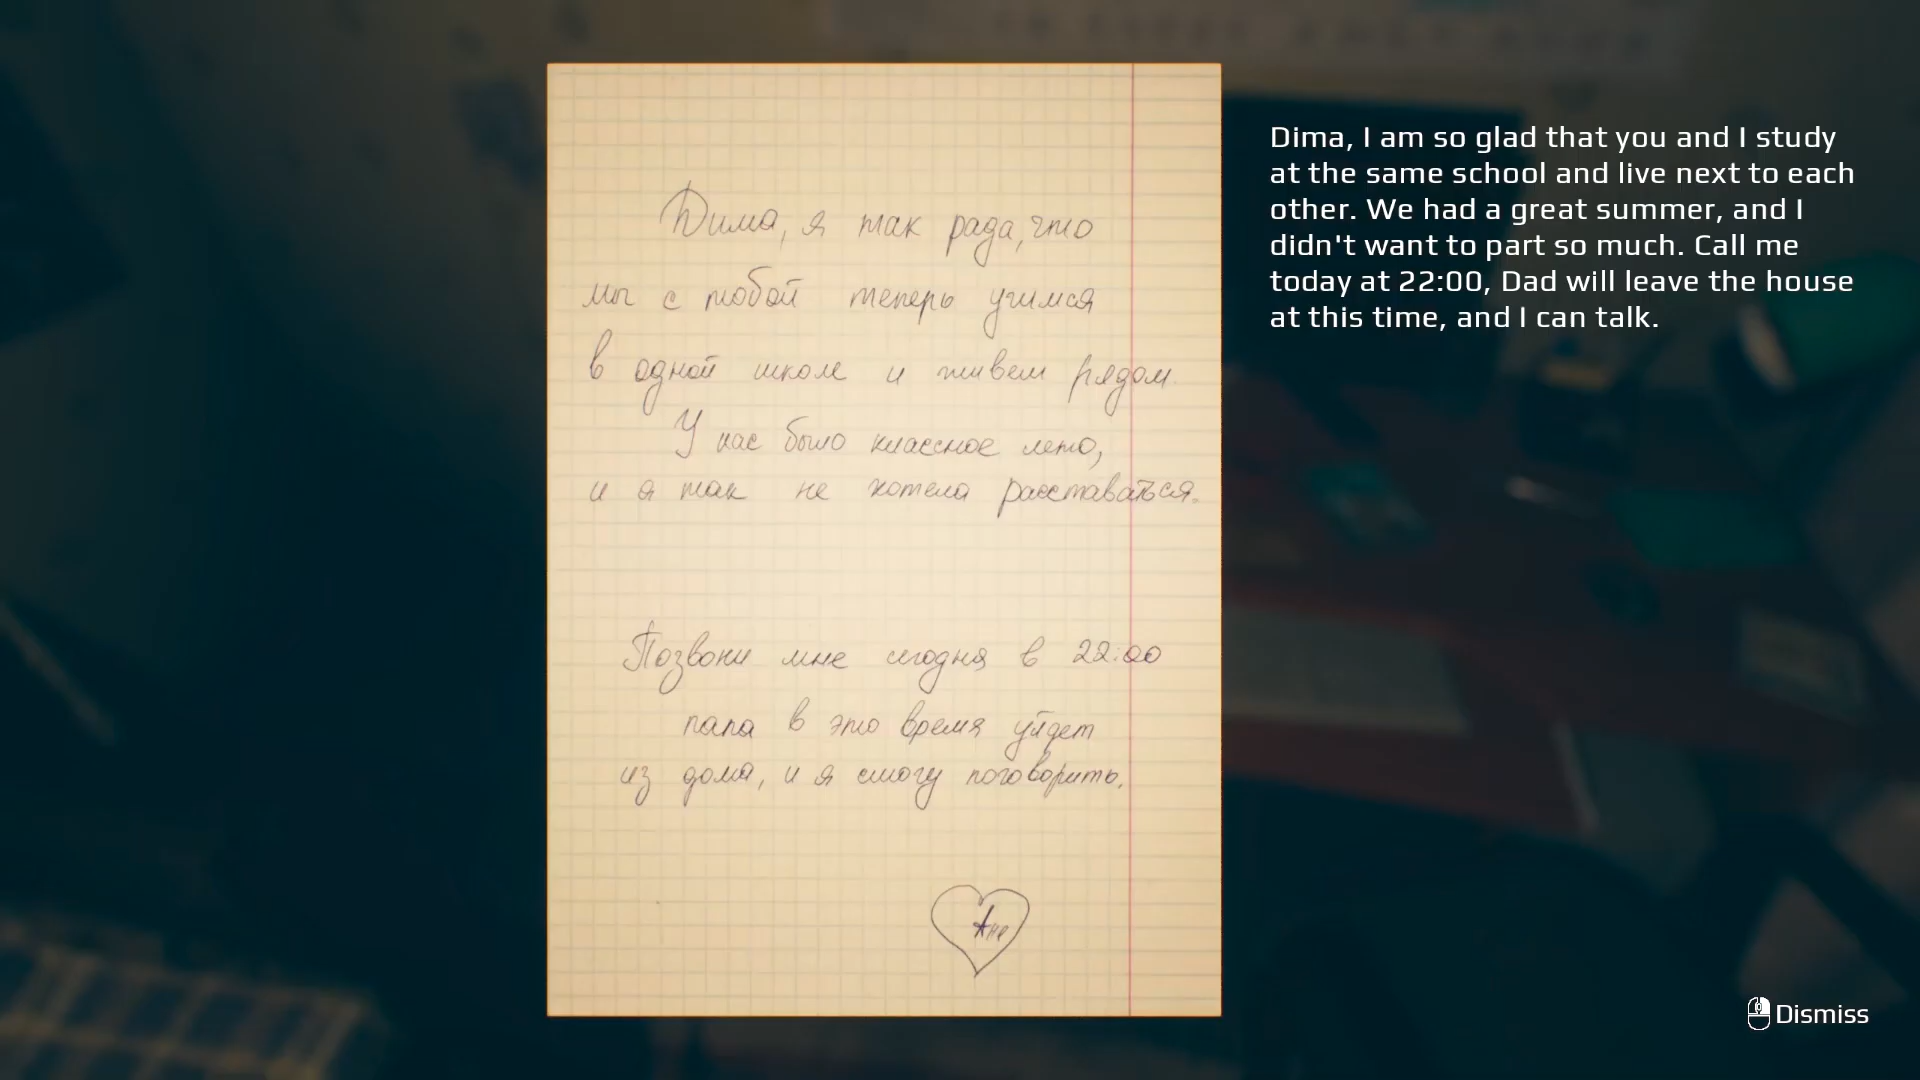 Дима, я так рада, что
мы с тобой теперь учимся
в одной школе и живем рядом.
У нас было классное лето,
и я так не хотела расставаться.
Позвони мне сегодня в 22:00
папа в это время уйдет
из дома, и я смогу поговорить.
Dima, I am so glad that you and I study
at the same school and live next to each
other. We had a great summer, and I
didn't want to part so much. Call me
today at 22:00, Dad will leave the house
at this time, and I can talk.
Dismiss